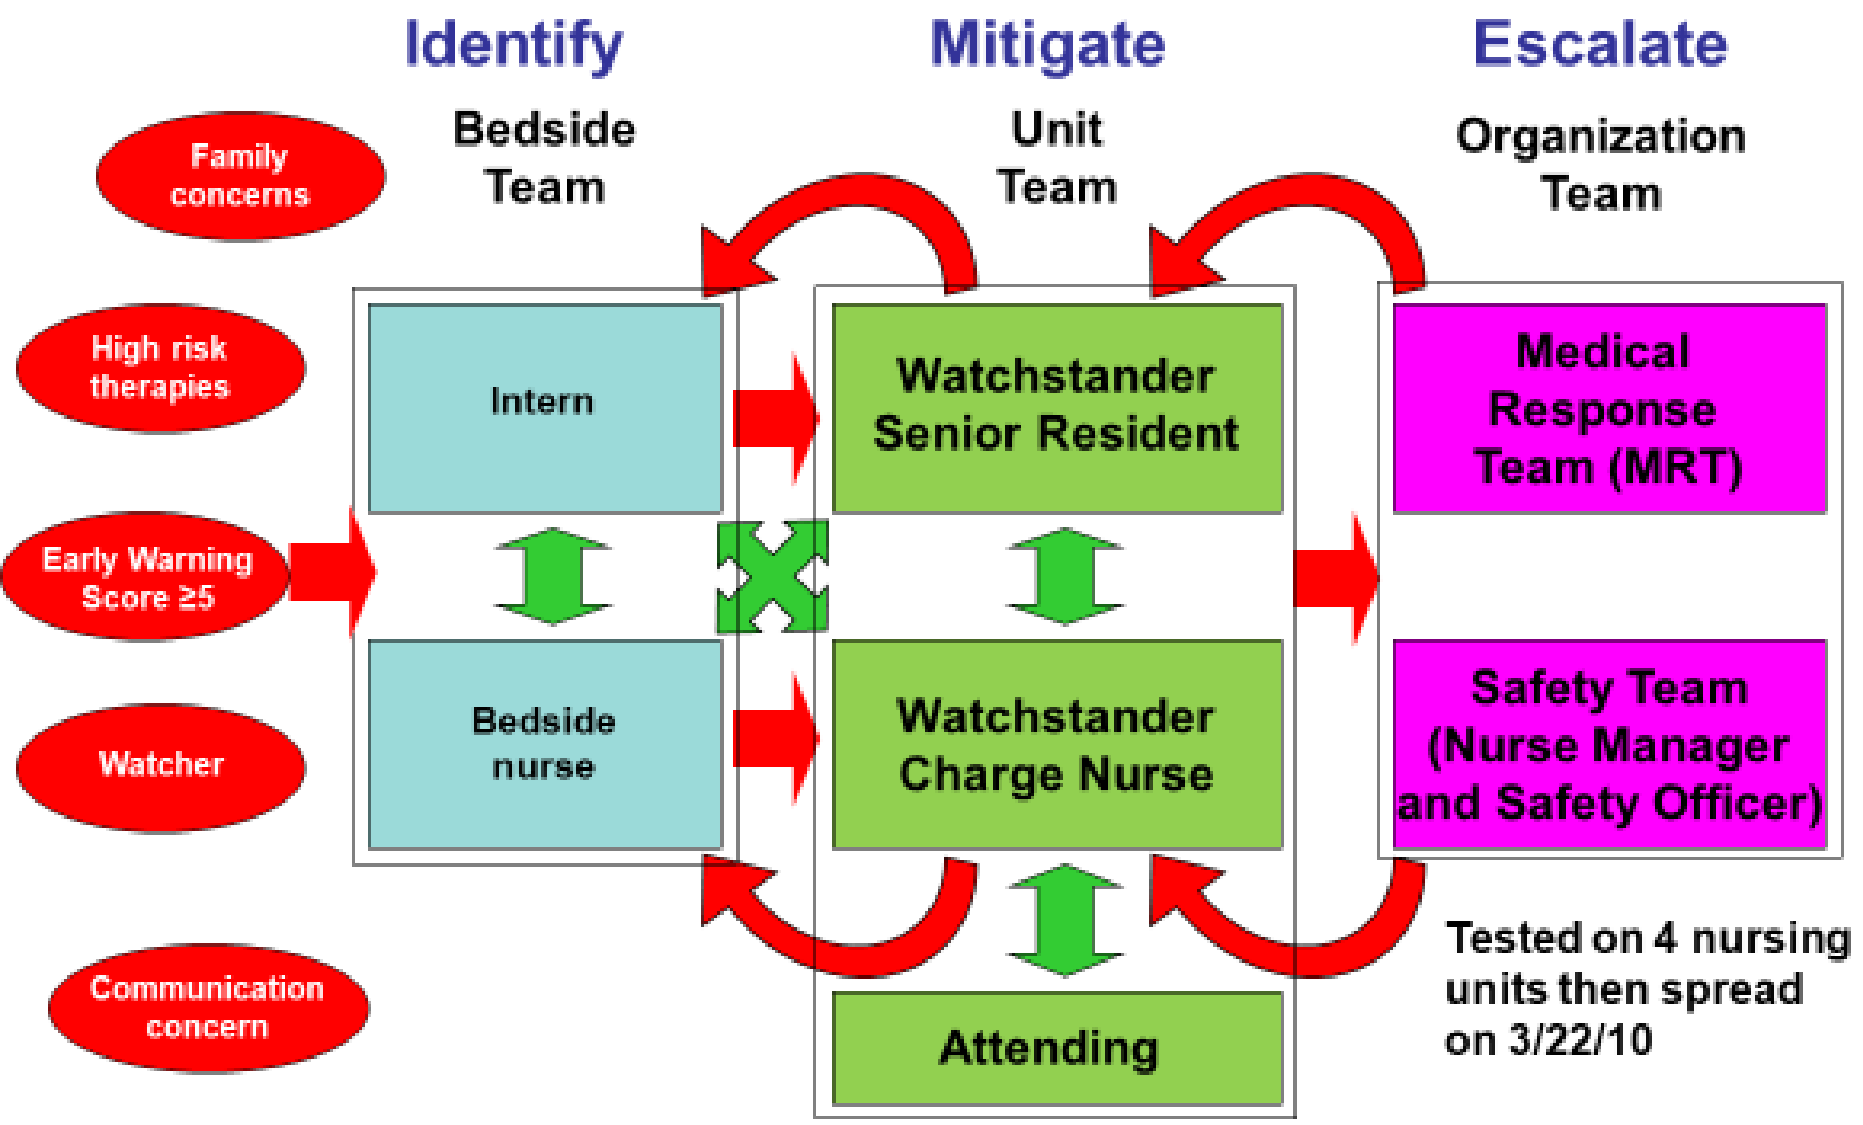 Identify
Mitigate
Escalate
Bedside
Team
Unit
Team
Organization
Team
Family
concerns
High risk
therapies
Early Warning
Score ≥5
Watcher
Communication
concern
Intern
Bedside
nurse
Watchstander
Senior Resident
Watchstander
Charge Nurse
Attending
Medical
Response
Team (MRT)
Safety Team
(Nurse Manager
and Safety Officer)
Tested on 4 nursing
units then spread
on 3/22/10